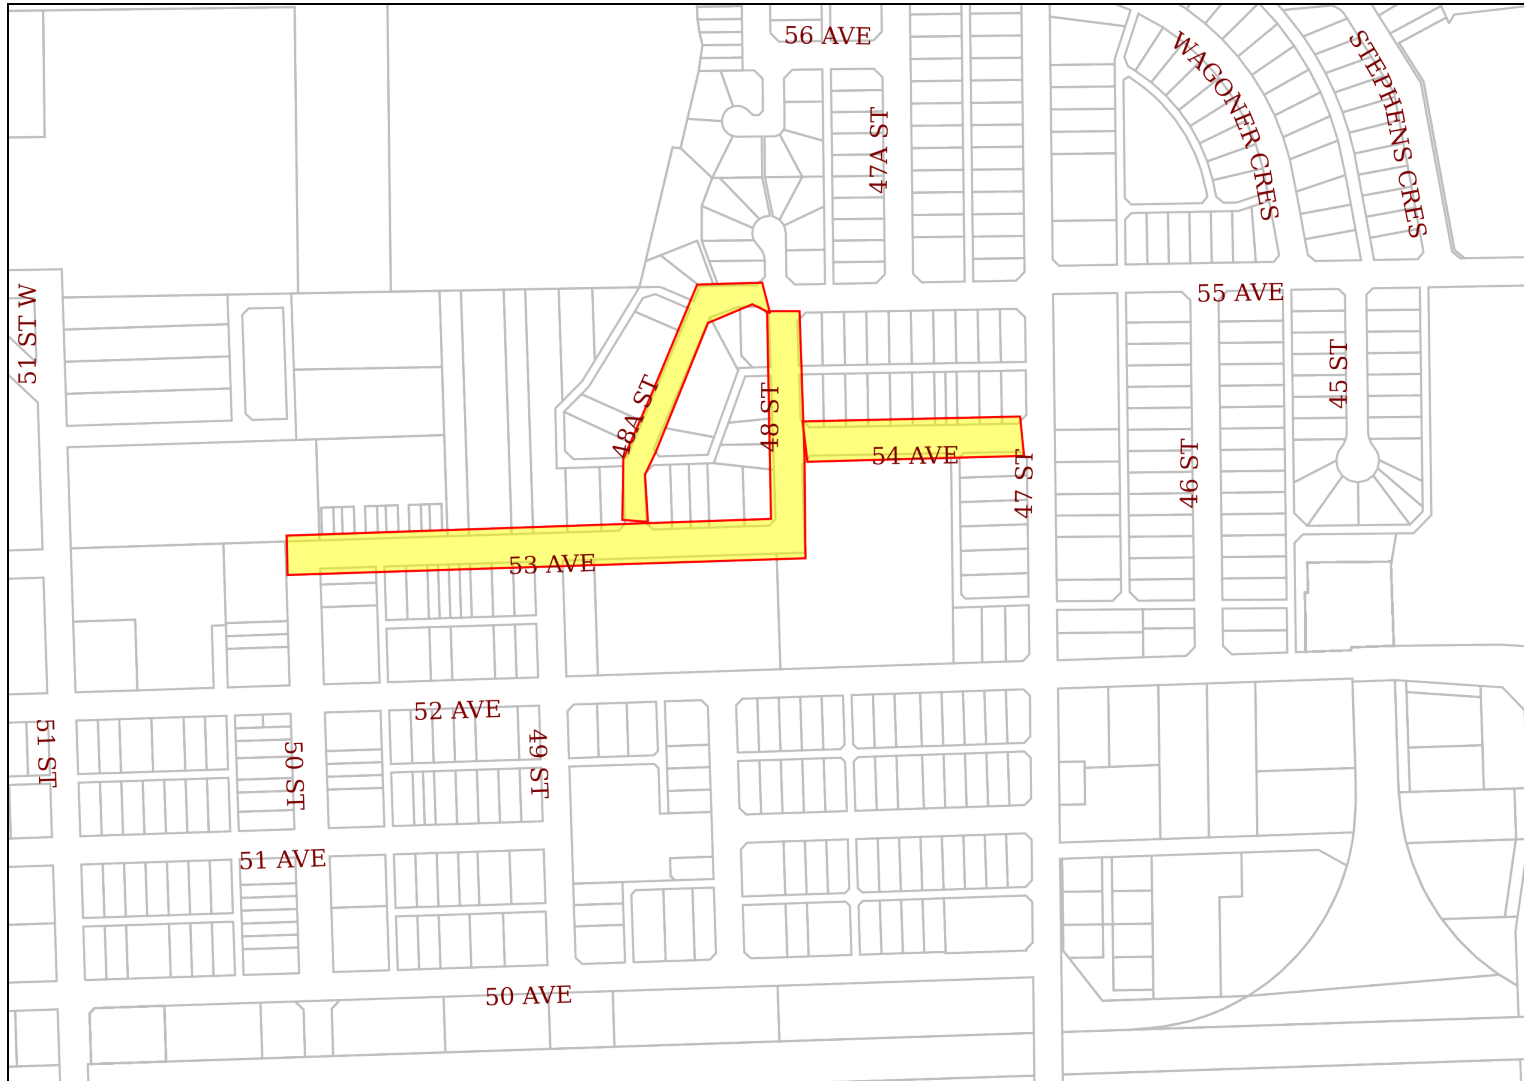 56 AVE
WAGONER CRES
STEPHENS CRES
47A ST
51 ST W
55 AVE
48A ST
48 ST
45 ST
54 AVE
47 ST
46 ST
53 AVE
52 AVE
51 ST
50 ST
49 ST
51 AVE
50 AVE